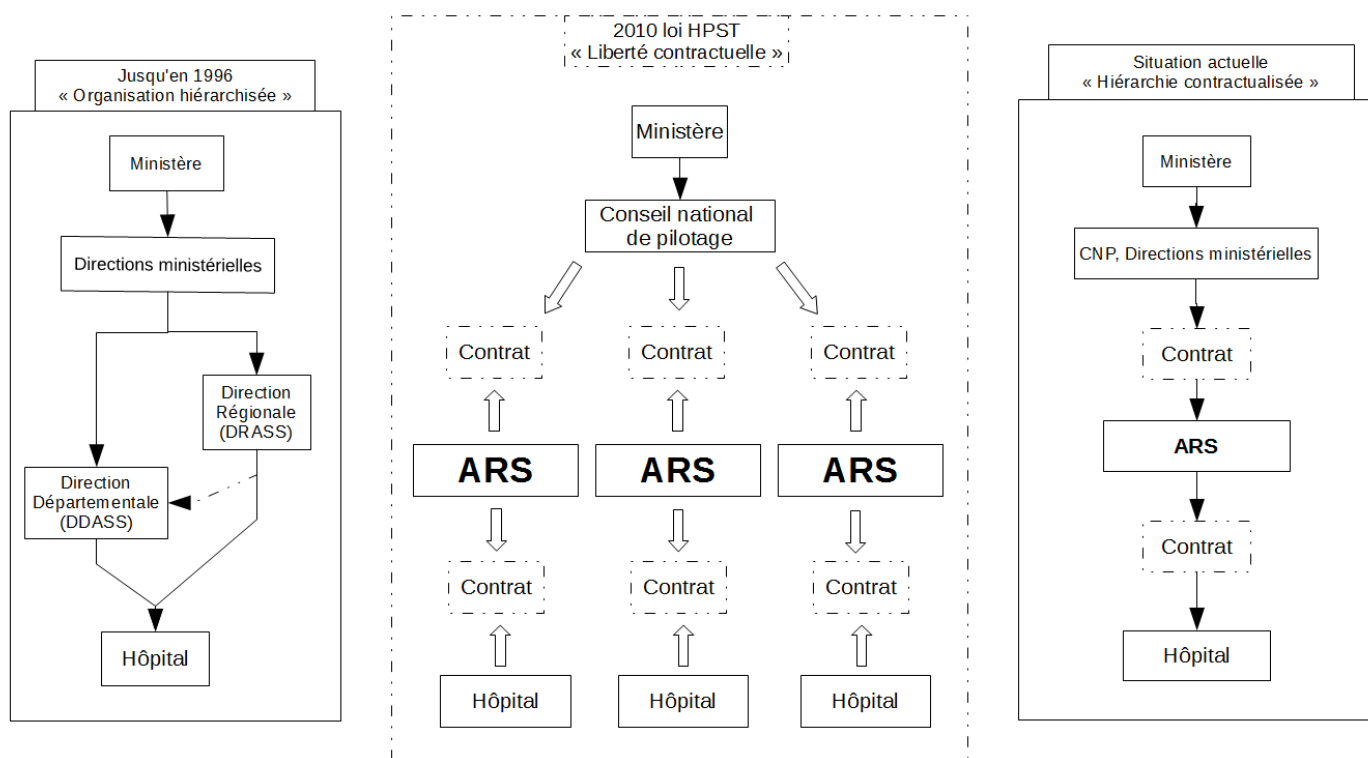 Jusqu'en 1996
« Organisation hiérarchisée »
Ministère
Directions ministérielles
Direction
Régionale
(DRASS)
Direction
Départementale
(DDASS)
Hôpital
2010 loi HPST
« Liberté contractuelle »
Ministère
Conseil national
de pilotage
Contrat
Contrat
Contrat
ARS
ARS
ARS
Contrat
Contrat
Contrat
Hôpital
Hôpital
Hôpital
Situation actuelle
« Hiérarchie contractualisée »
Ministère
CNP, Directions ministérielles
Contrat
ARS
Contrat
Hôpital